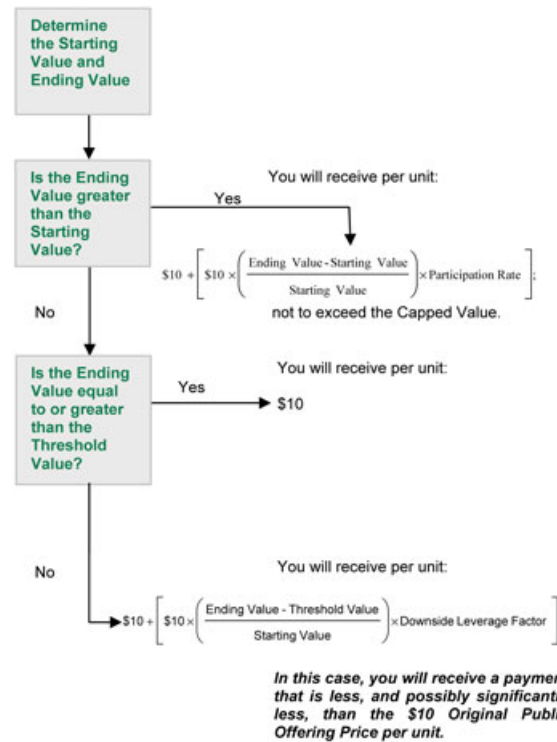 Determine
the Starting
Value and
Ending Value
Is the Ending
Value greater
than the
Starting
Value?
Yes
You will receive per unit:
$10 + [ $10 × ( Ending Value - Starting Value / Starting Value ) × Participation Rate ];
not to exceed the Capped Value.
No
Is the Ending
Value equal
to or greater
than the
Threshold
Value?
Yes
You will receive per unit:
$10
No
You will receive per unit:
$10 + [ $10 × ( Ending Value - Threshold Value / Starting Value ) × Downside Leverage Factor ]
In this case, you will receive a paymen
that is less, and possibly significantl
less, than the $10 Original Publi
Offering Price per unit.